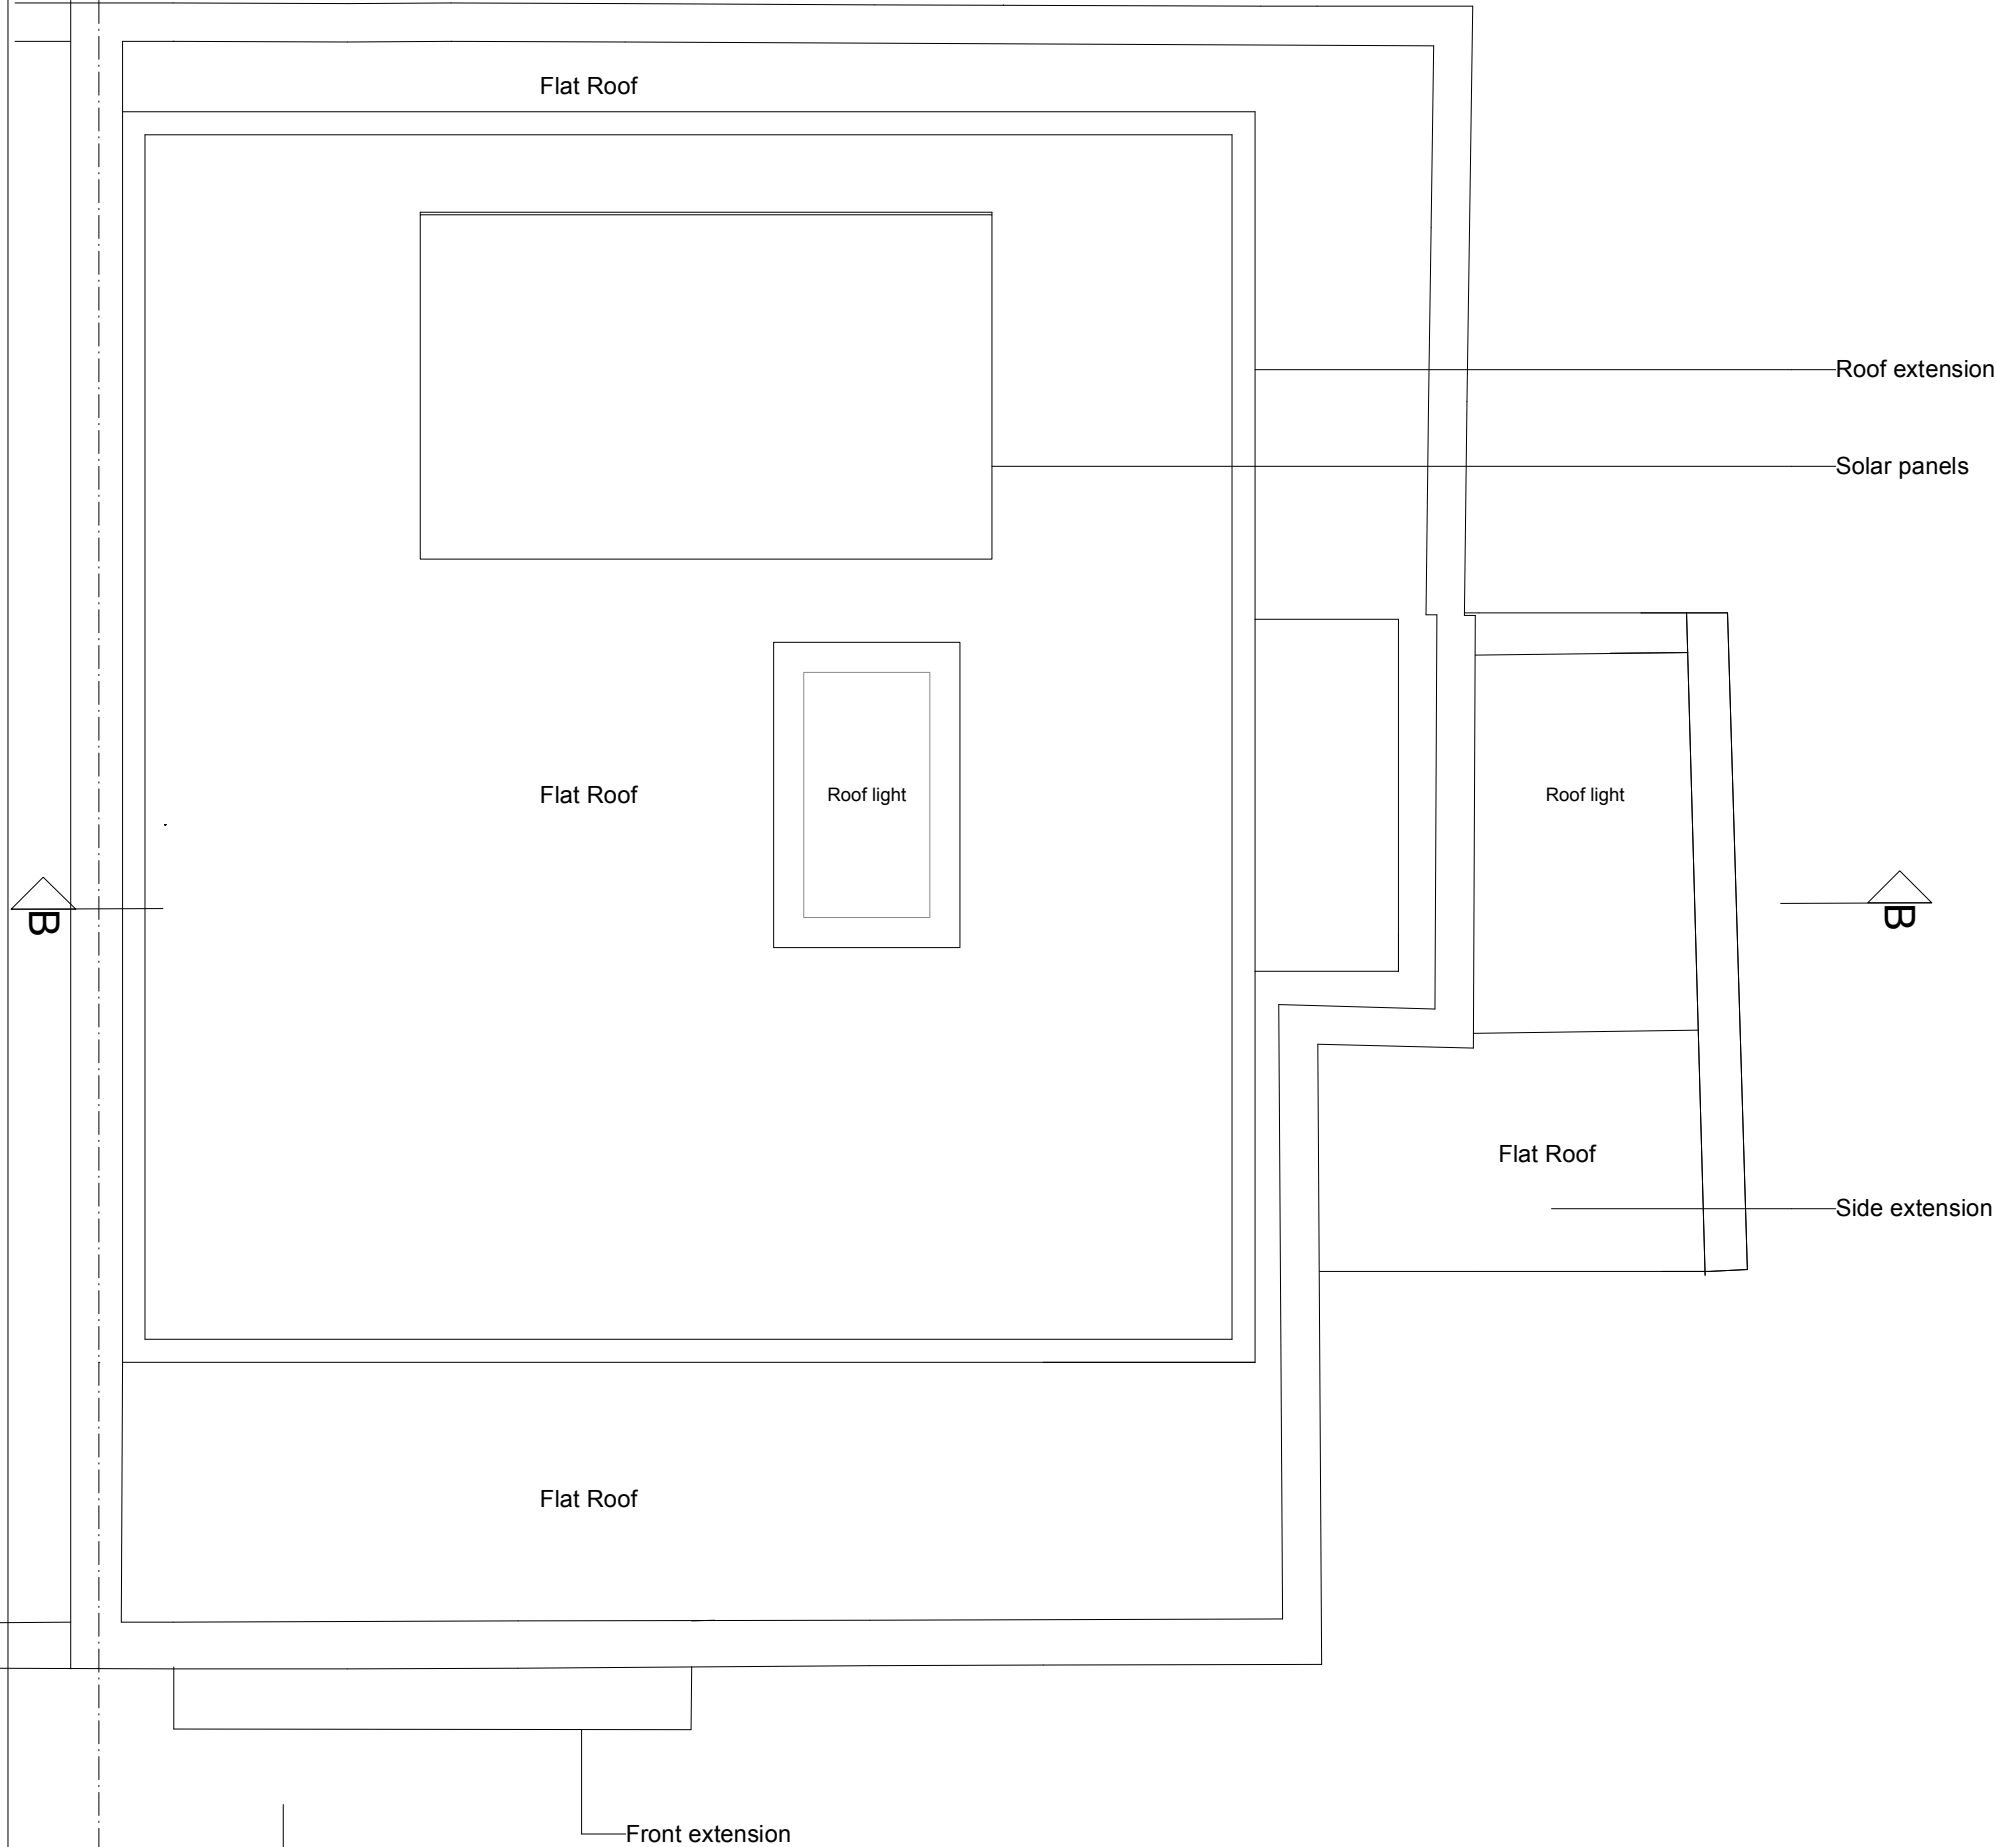 Flat Roof
Roof extension
Solar panels
Flat Roof
Roof light
Roof light
B
B
Flat Roof
Side extension
Flat Roof
Front extension